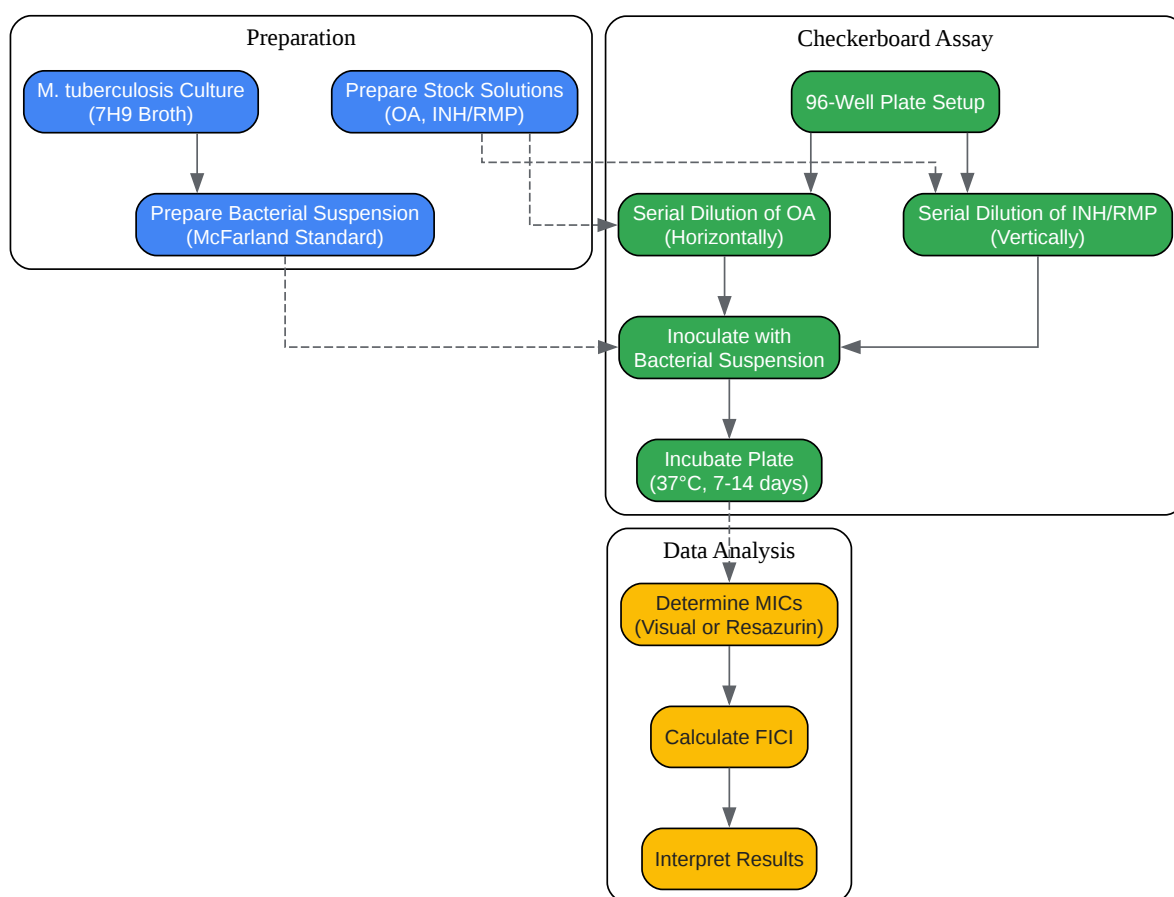 Preparation
M. tuberculosis Culture
(7H9 Broth)
Prepare Stock Solutions
(OA, INH/RMP)
Prepare Bacterial Suspension
(McFarland Standard)
Checkerboard Assay
96-Well Plate Setup
Serial Dilution of OA
(Horizontally)
Serial Dilution of INH/RMP
(Vertically)
Inoculate with
Bacterial Suspension
Incubate Plate
(37°C, 7-14 days)
Data Analysis
Determine MICs
(Visual or Resazurin)
Calculate FICI
Interpret Results